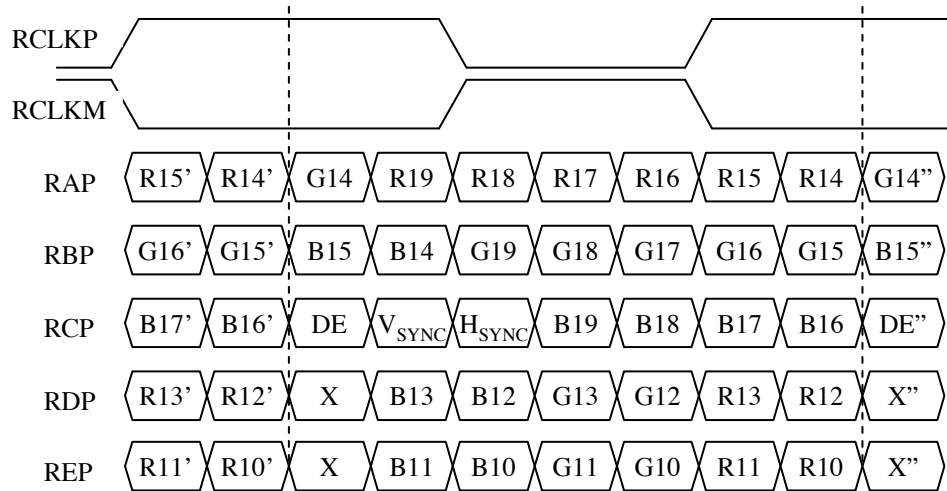 RCLKP
RCLKM
RAP R15’ R14’ G14 R19 R18 R17 R16 R15 R14 G14”
RBP G16’ G15’ B15 B14 G19 G18 G17 G16 G15 B15”
RCP B17’ B16’ DE VSYNC HSYNC B19 B18 B17 B16 DE”
RDP R13’ R12’ X B13 B12 G13 G12 R13 R12 X”
REP R11’ R10’ X B11 B10 G11 G10 R11 R10 X”